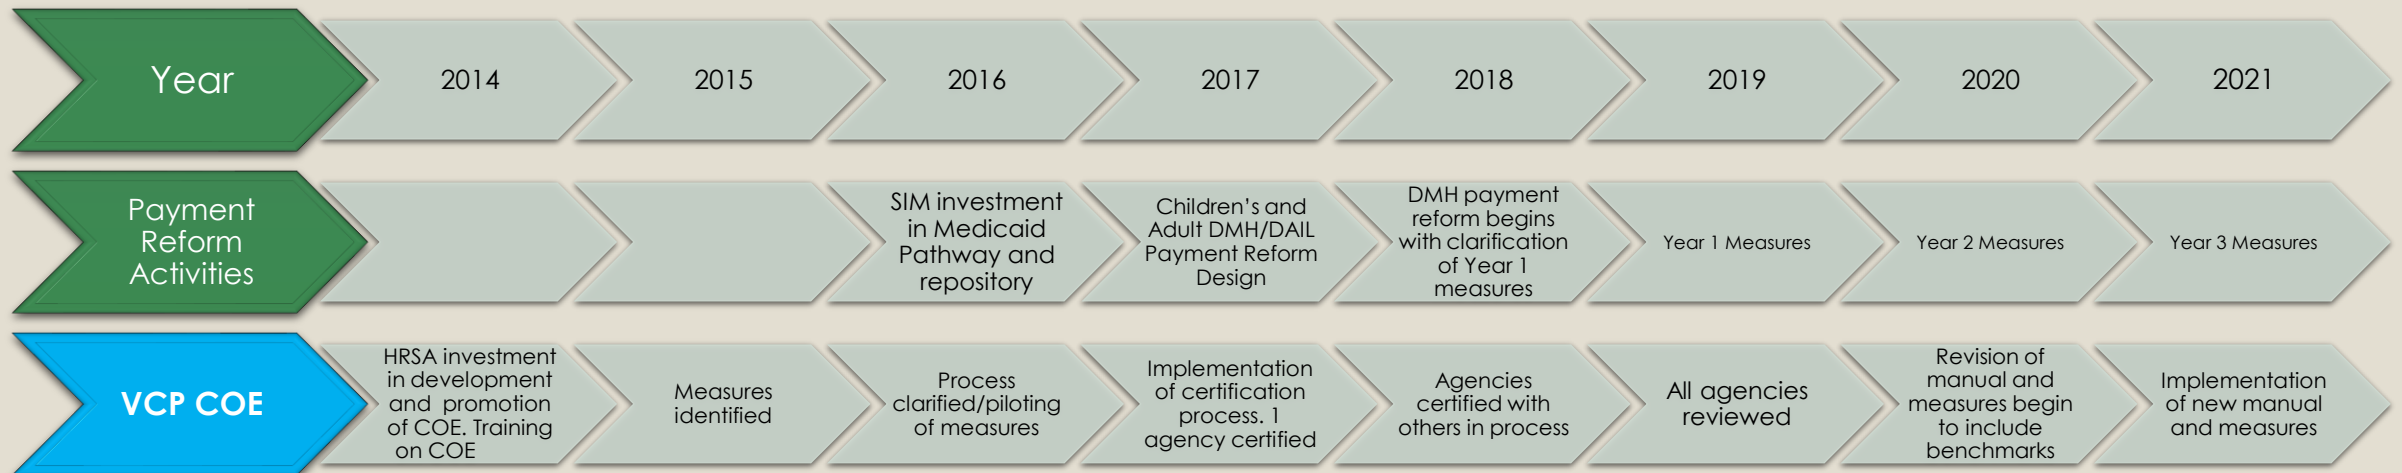 Year
2014
2015
2016
2017
2018
2019
2020
2021
Payment
Reform
Activities
SIM investment
in Medicaid
Pathway and
repository
Children’s and
Adult DMH/DAIL
Payment Reform
Design
DMH payment
reform begins
with clarification
of Year 1
measures
Year 1 Measures
Year 2 Measures
Year 3 Measures
VCP COE
HRSA investment
in development
and promotion
of COE. Training
on COE
Measures
identified
Process
clarified/piloting
of measures
Implementation
of certification
process. 1
agency certified
Agencies
certified with
others in process
All agencies
reviewed
Revision of
manual and
measures begin
to include
benchmarks
Implementation
of new manual
and measures